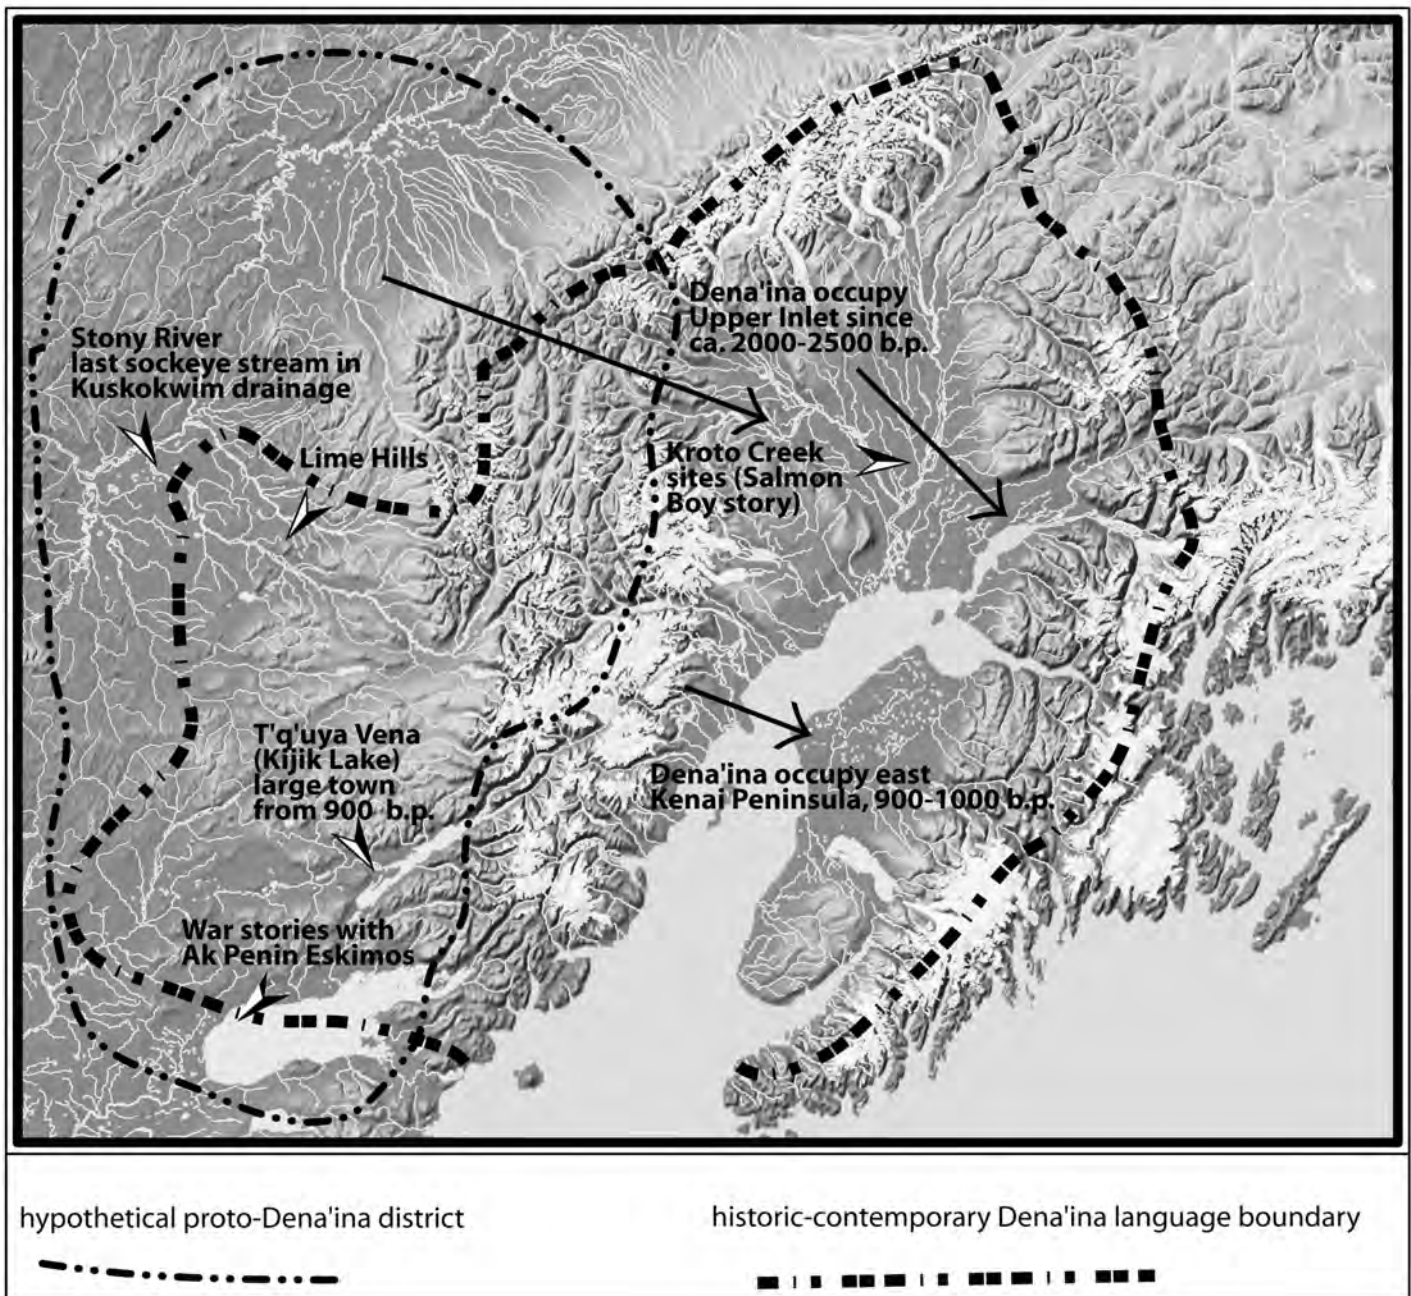 Dena'ina occupy
Upper Inlet since
ca. 2000-2500 b.p.
Stony River
last sockeye stream in
Kuskokwim drainage
Lime Hills
Kroto Creek
sites (Salmon
Boy story)
T'q'uya Vena
(Kijik Lake)
large town
from 900 b.p.
Dena'ina occupy east
Kenai Peninsula, 900-1000 b.p.
War stories with
Ak Penin Eskimos
hypothetical proto-Dena'ina district
historic-contemporary Dena'ina language boundary